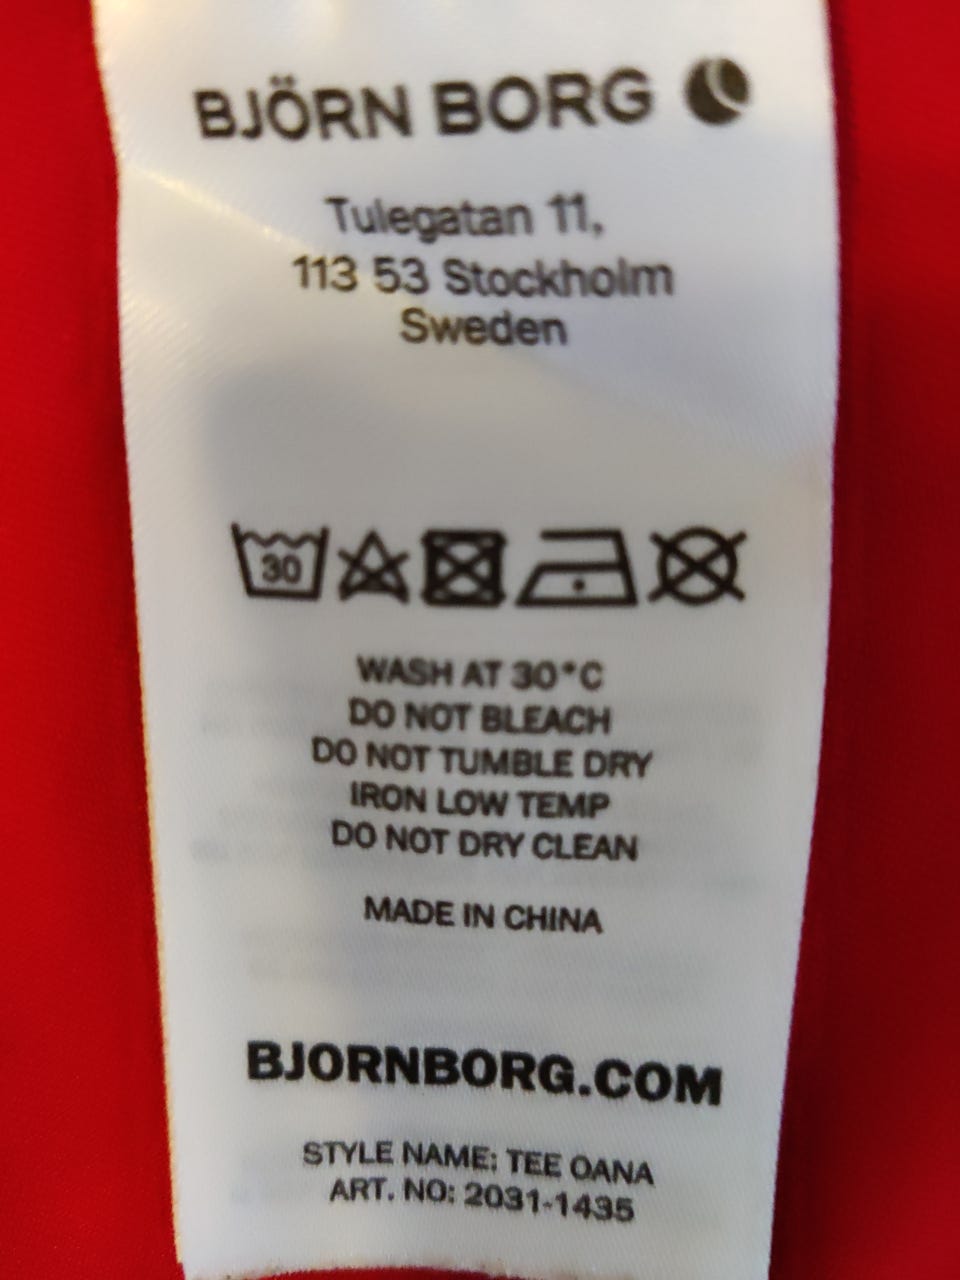 BJÖRN BORG
Tulegatan 11,
113 53 Stockholm
Sweden
30
WASH AT 30°C
DO NOT BLEACH
DO NOT TUMBLE DRY
IRON LOW TEMP
DO NOT DRY CLEAN
MADE IN CHINA
BJORNBORG.COM
STYLE NAME: TEE OANA
ART. NO: 2031-1435